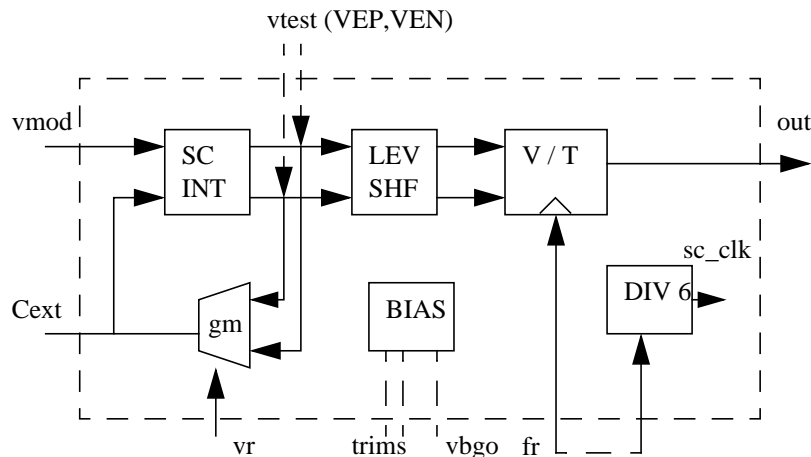 vtest (VEP,VEN)
vmod
out
SC
INT
LEV
SHF
V / T
sc_clk
Cext
gm
BIAS
DIV 6
vr
trims
vbgo
fr